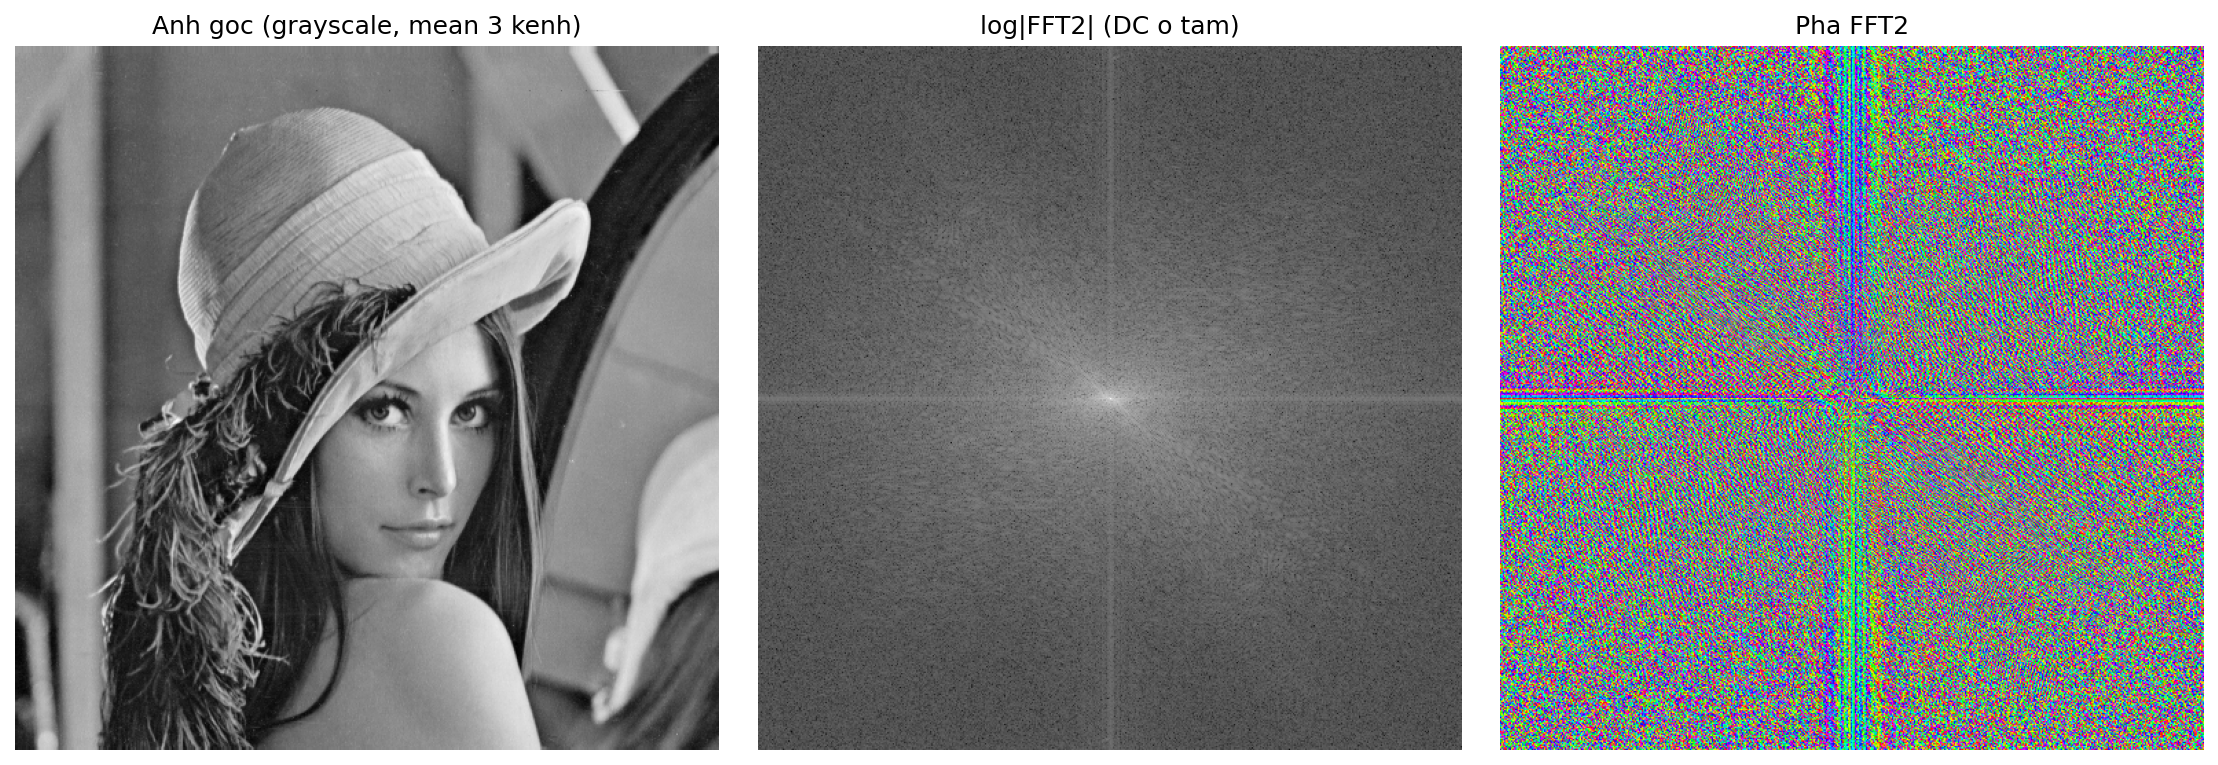 Anh goc (grayscale, mean 3 kenh)
log|FFT2| (DC o tam)
Pha FFT2